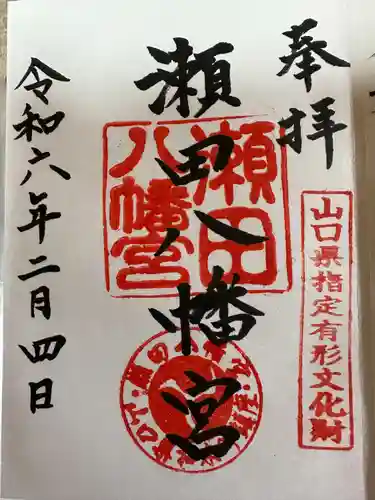 奉拝
山口県指定有形文化財
瀬田八幡宮
瀬田
八幡宮
令和六年二月四日